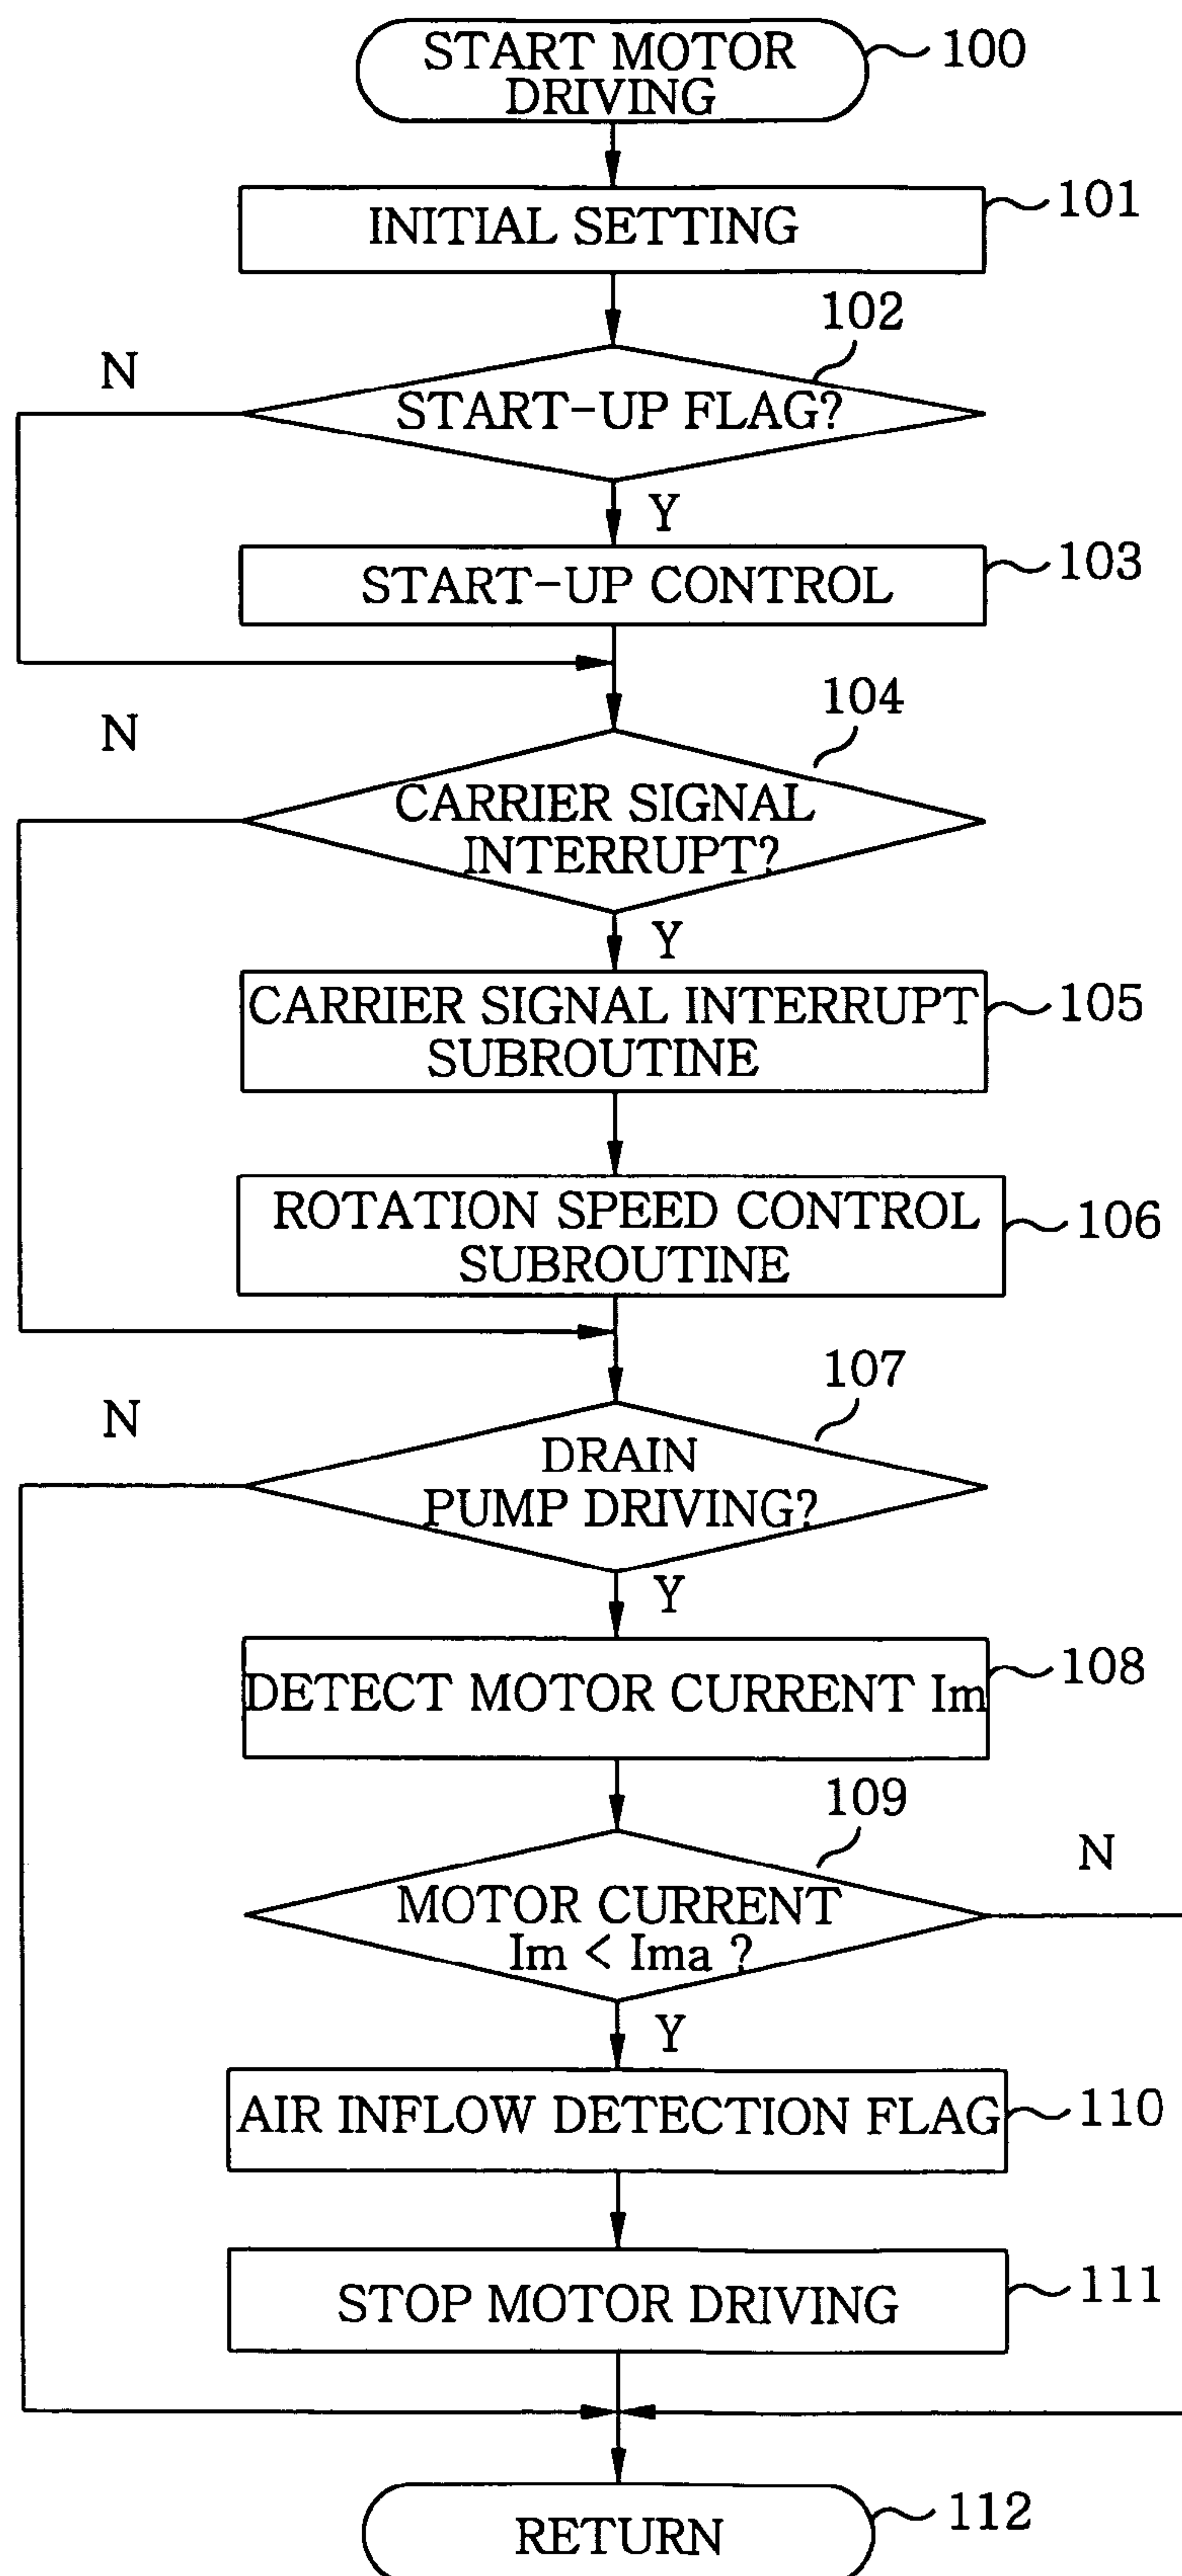 START MOTOR
DRIVING
100
INITIAL SETTING
101
102
N
START-UP FLAG?
Y
START-UP CONTROL
103
104
N
CARRIER SIGNAL
INTERRUPT?
Y
CARRIER SIGNAL INTERRUPT
SUBROUTINE
105
ROTATION SPEED CONTROL
SUBROUTINE
106
107
N
DRAIN
PUMP DRIVING?
Y
DETECT MOTOR CURRENT Im
108
109
N
MOTOR CURRENT
Im < Ima ?
Y
AIR INFLOW DETECTION FLAG
110
STOP MOTOR DRIVING
111
RETURN
112